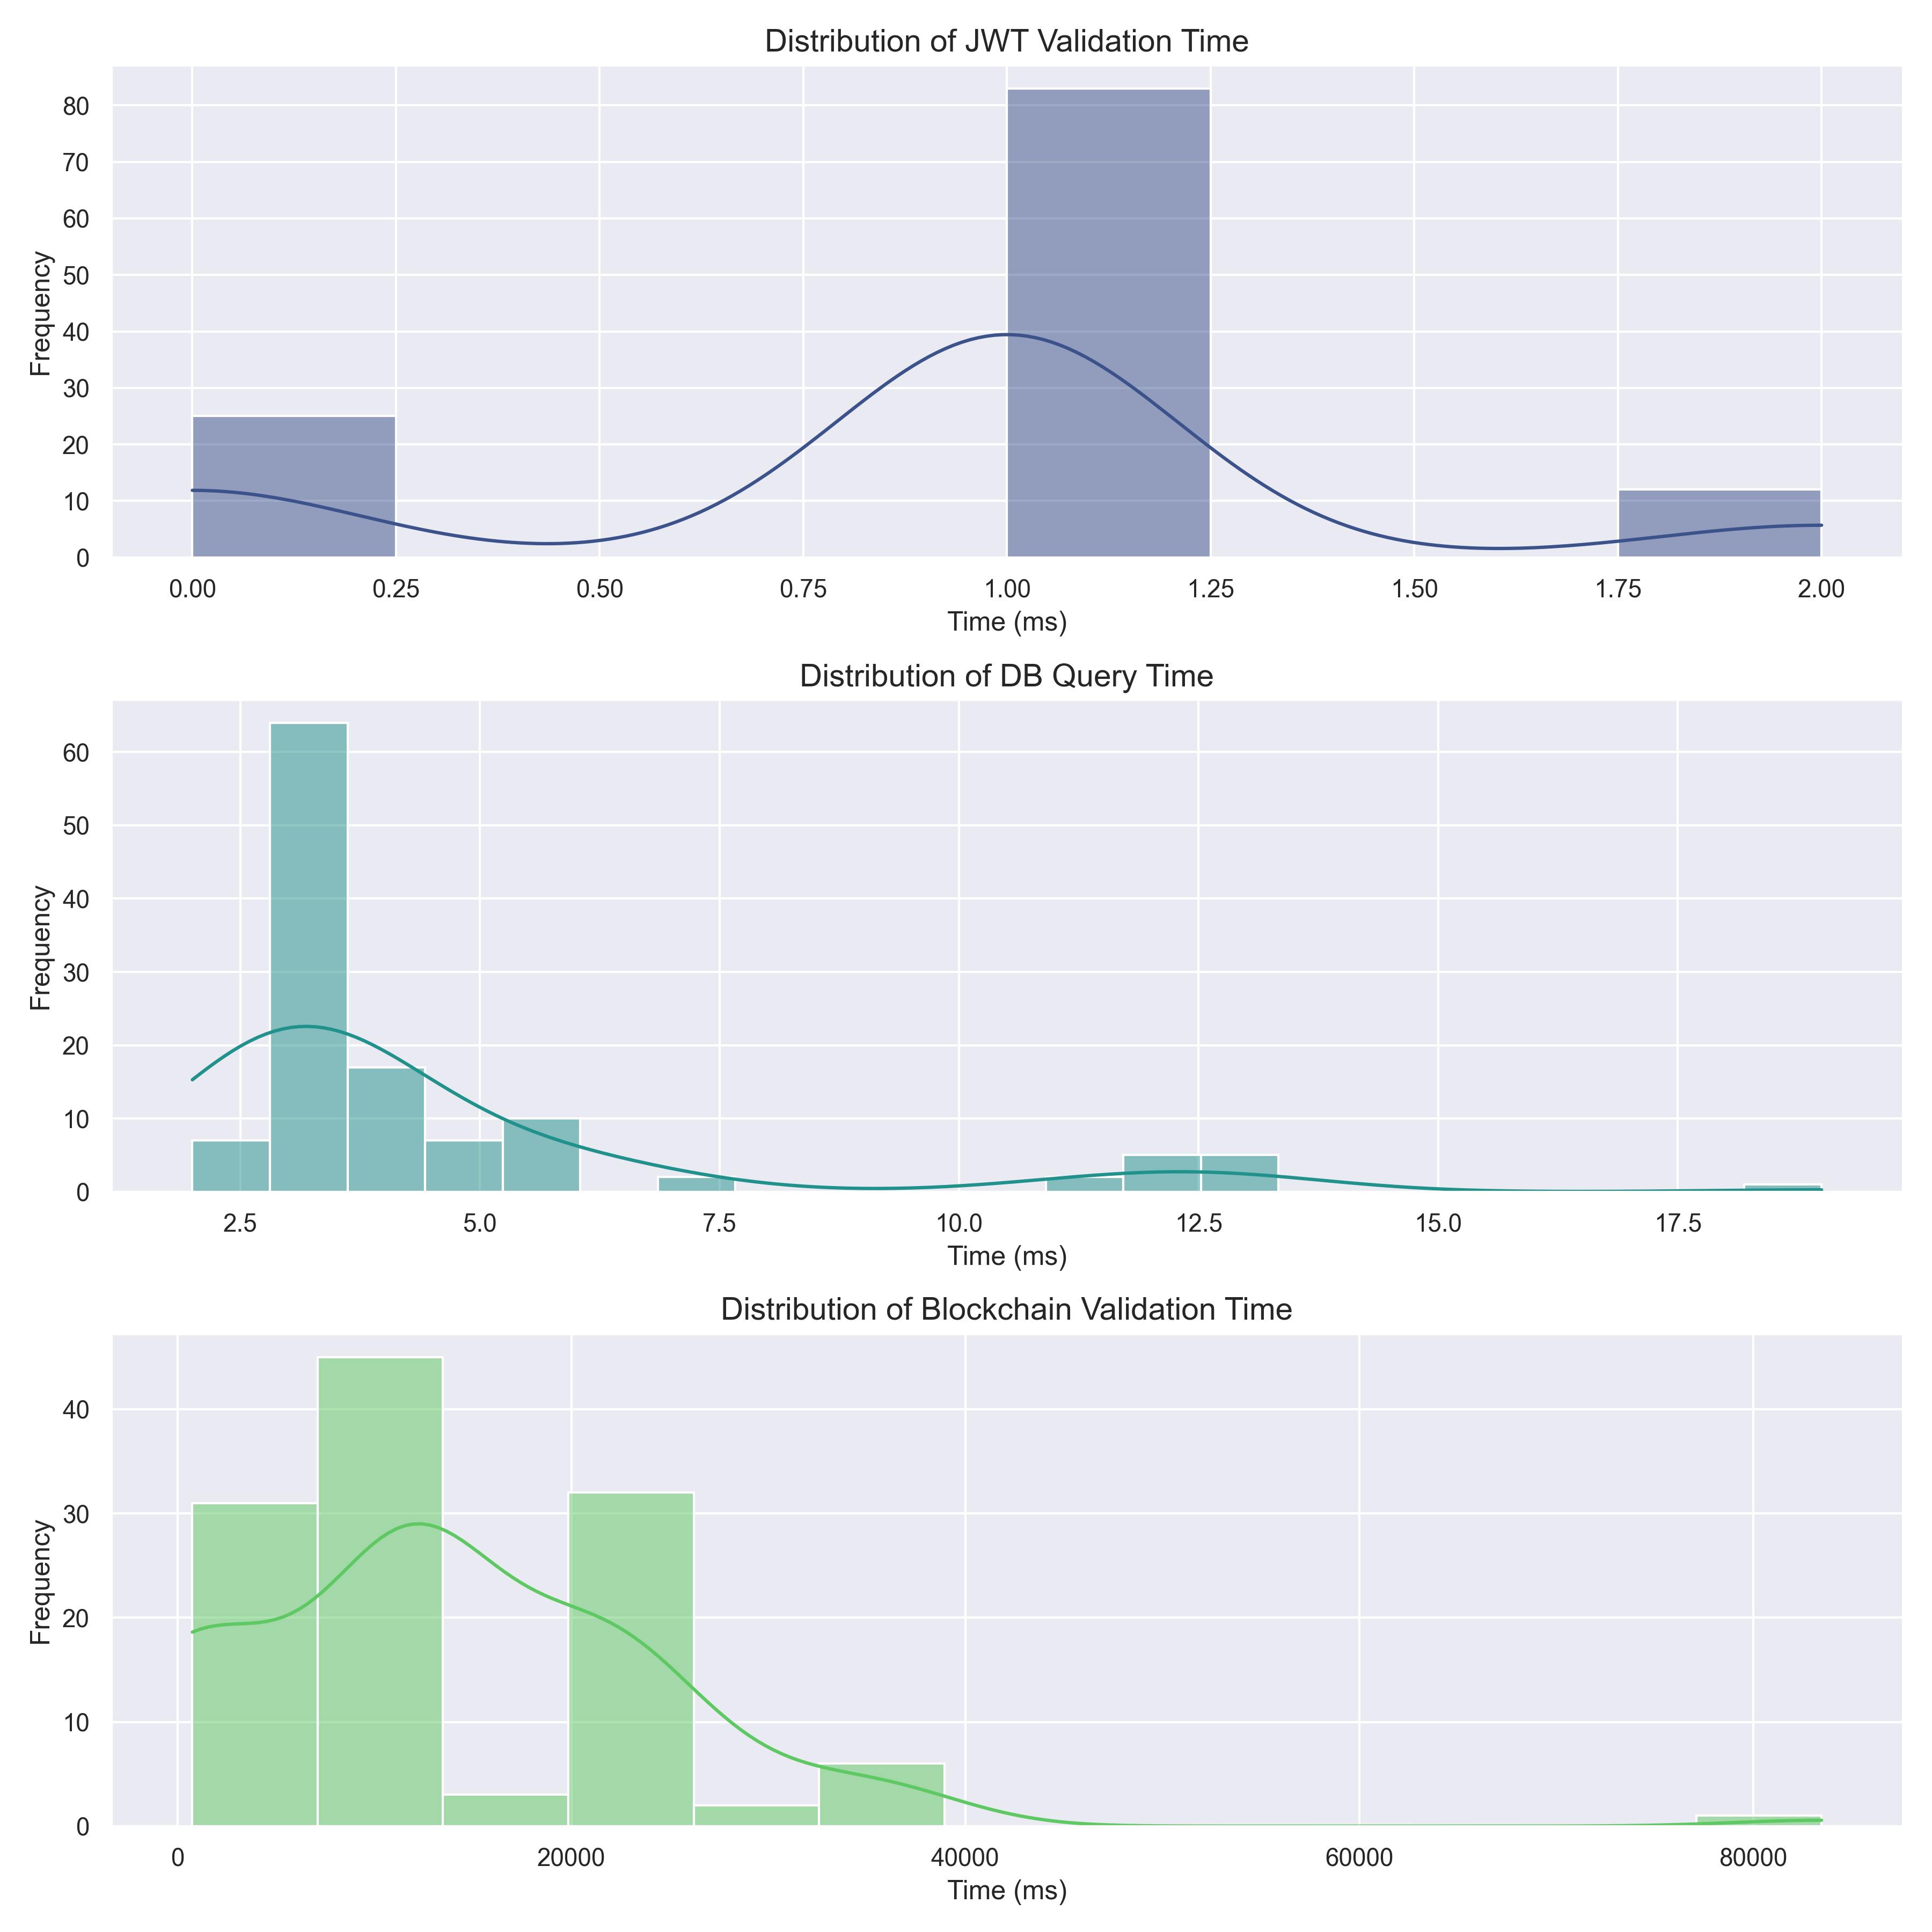 Distribution of JWT Validation Time
80
70
60
50
40
30
20
10
0
Frequency
0.00 0.25 0.50 0.75 1.00 1.25 1.50 1.75 2.00
Time (ms)
Distribution of DB Query Time
60
50
40
30
20
10
0
Frequency
2.5 5.0 7.5 10.0 12.5 15.0 17.5
Time (ms)
Distribution of Blockchain Validation Time
40
30
20
10
0
Frequency
0 20000 40000 60000 80000
Time (ms)